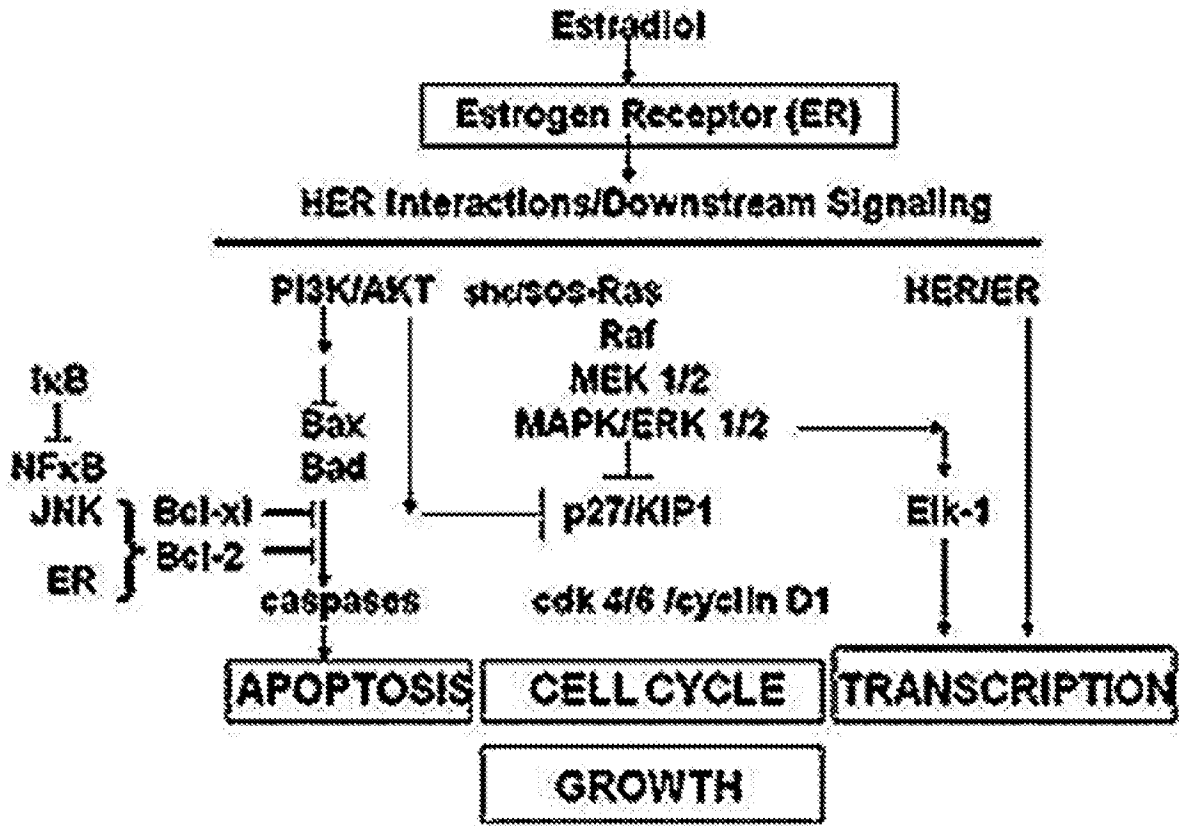 Estradiol
Estrogen Receptor (ER)
HER Interactions/Downstream Signaling
PI3K/AKT
shc/sos-Ras
HER/ER
Raf
MEK 1/2
MAPK/ERK 1/2
IκB
NFκB
JNK
ER
Bax
Bad
Bcl-xl
Bcl-2
p27/KIP1
Elk-1
caspases
cdk 4/6 /cyclin D1
APOPTOSIS
CELL CYCLE
TRANSCRIPTION
GROWTH